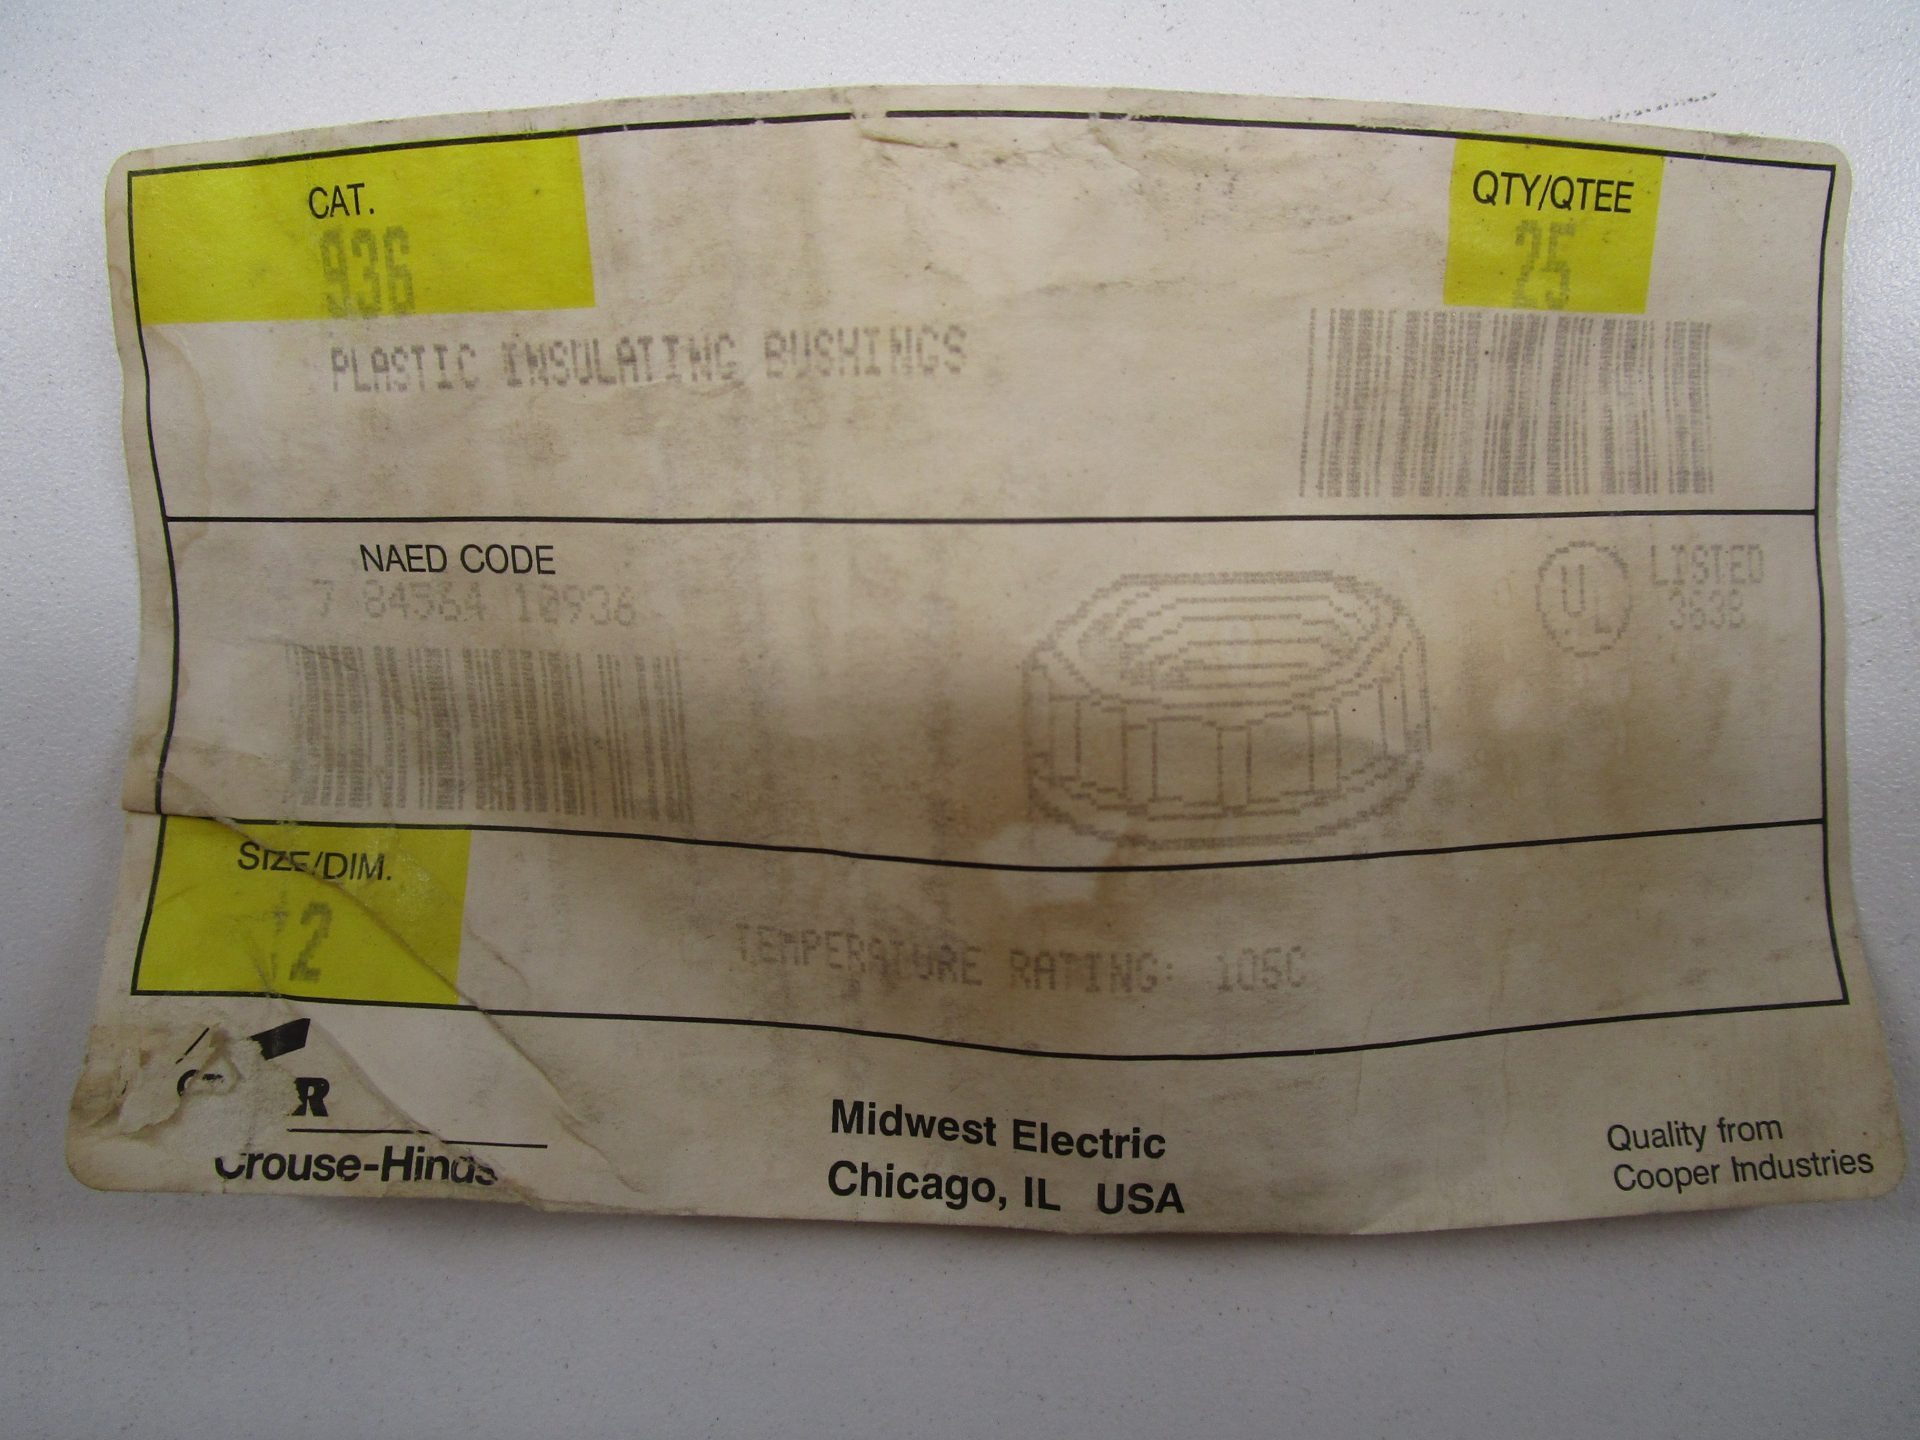 CAT.
936
QTY/QTEE
25
PLASTIC INSULATING BUSHINGS
NAED CODE
7 84564 10936
UL
LISTED
3638
SIZE/DIM.
TEMPERATURE RATING: 105C
R
Crouse-Hinds
Midwest Electric
Chicago, IL USA
Quality from
Cooper Industries